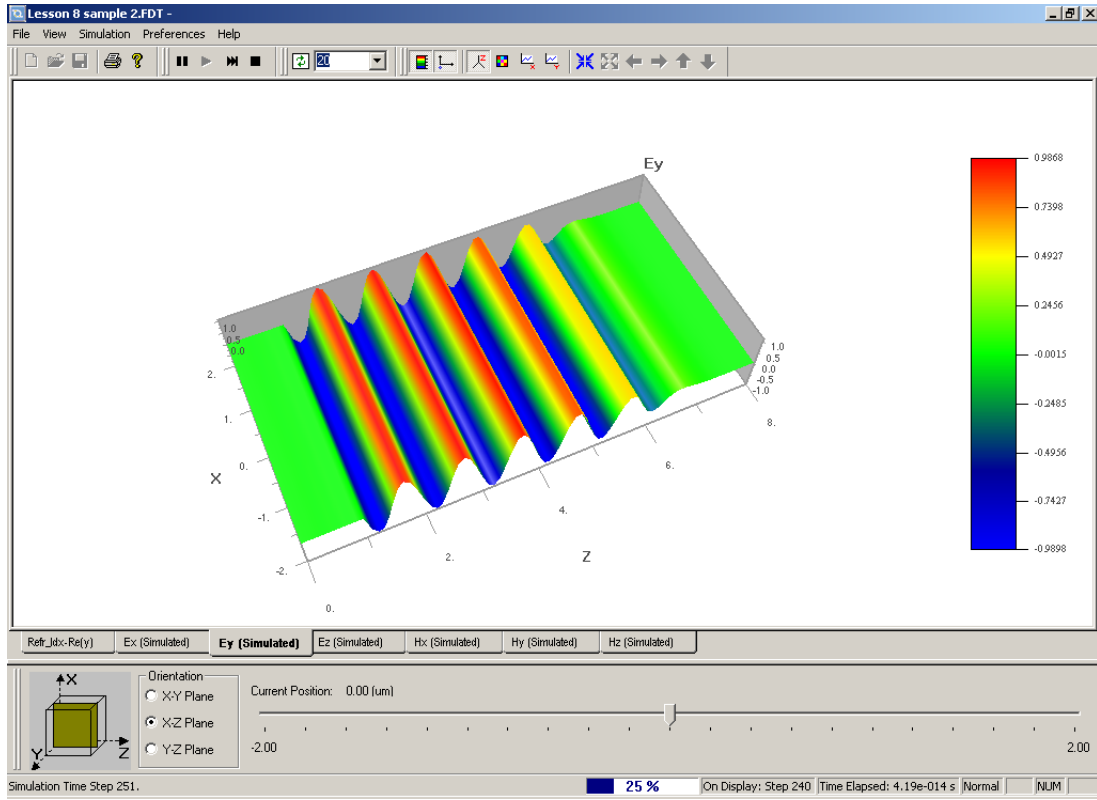 Lesson 8 sample 2.FDT -
File View Simulation Preferences Help
20
Ey
1.0
0.5
0.0
2.
1.
0.
-1.
-2.
X
0.
2.
4.
6.
8.
Z
1.0
0.5
0.0
-0.5
-1.0
0.9868
0.7398
0.4927
0.2456
-0.0015
-0.2485
-0.4956
-0.7427
-0.9898
Refr_Idx-Re(y) Ex (Simulated) Ey (Simulated) Ez (Simulated) Hx (Simulated) Hy (Simulated) Hz (Simulated)
X
Y
Z
Orientation
X-Y Plane
X-Z Plane
Y-Z Plane
Current Position: 0.00 (um)
-2.00 2.00
Simulation Time Step 251. 25 % On Display: Step 240 Time Elapsed: 4.19e-014 s Normal NUM